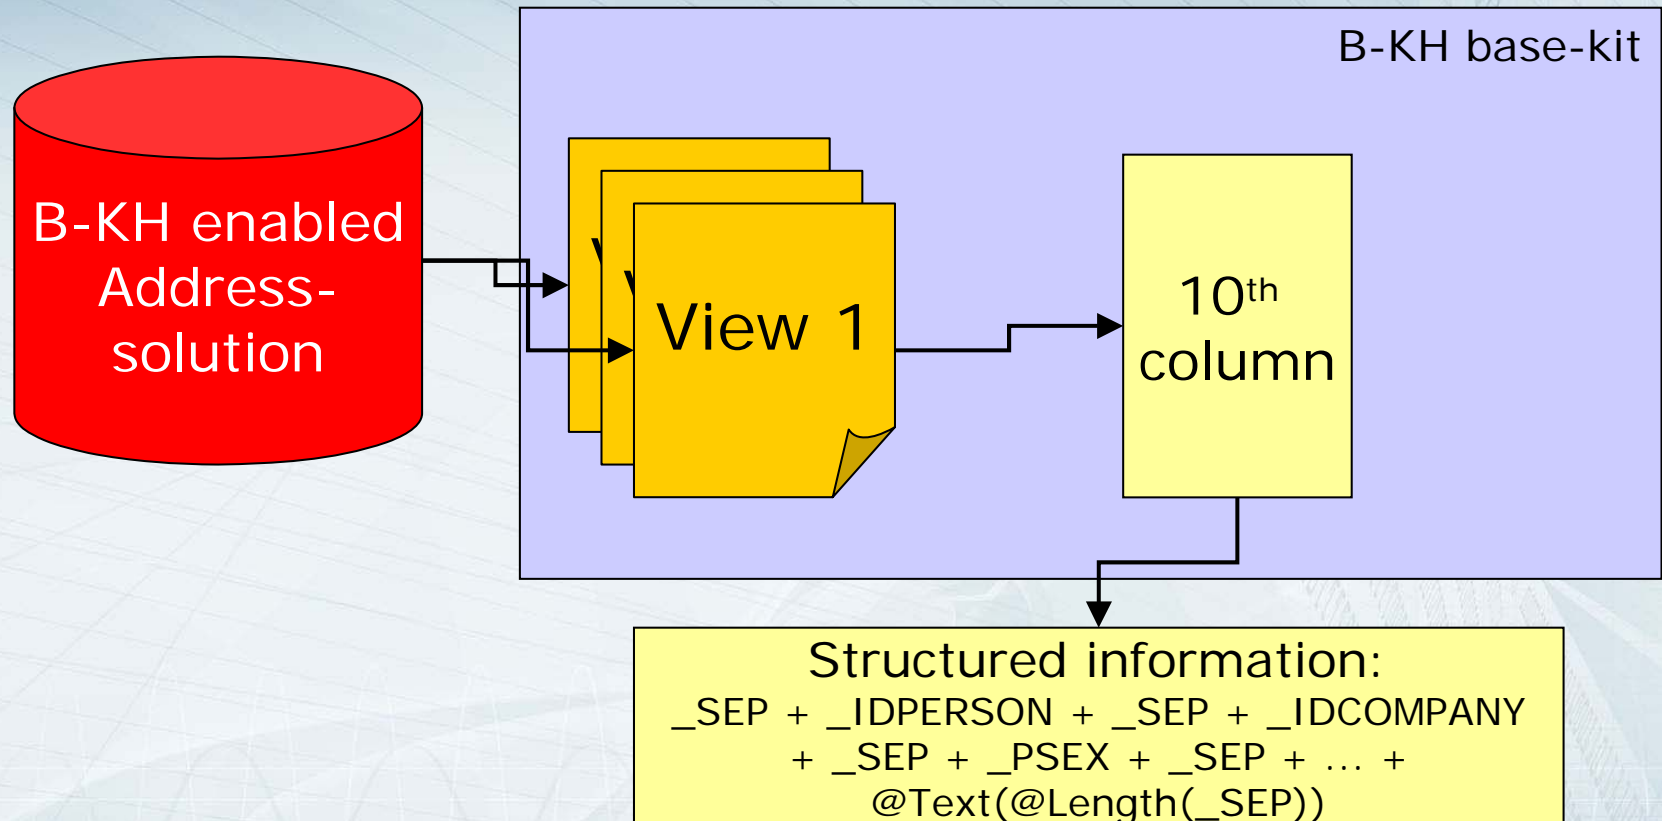 B-KH base-kit
B-KH enabled
Address-
solution
V
V
View 1
10th
column
Structured information:
_SEP + _IDPERSON + _SEP + _IDCOMPANY
+ _SEP + _PSEX + _SEP + ... +
@Text(@Length(_SEP))